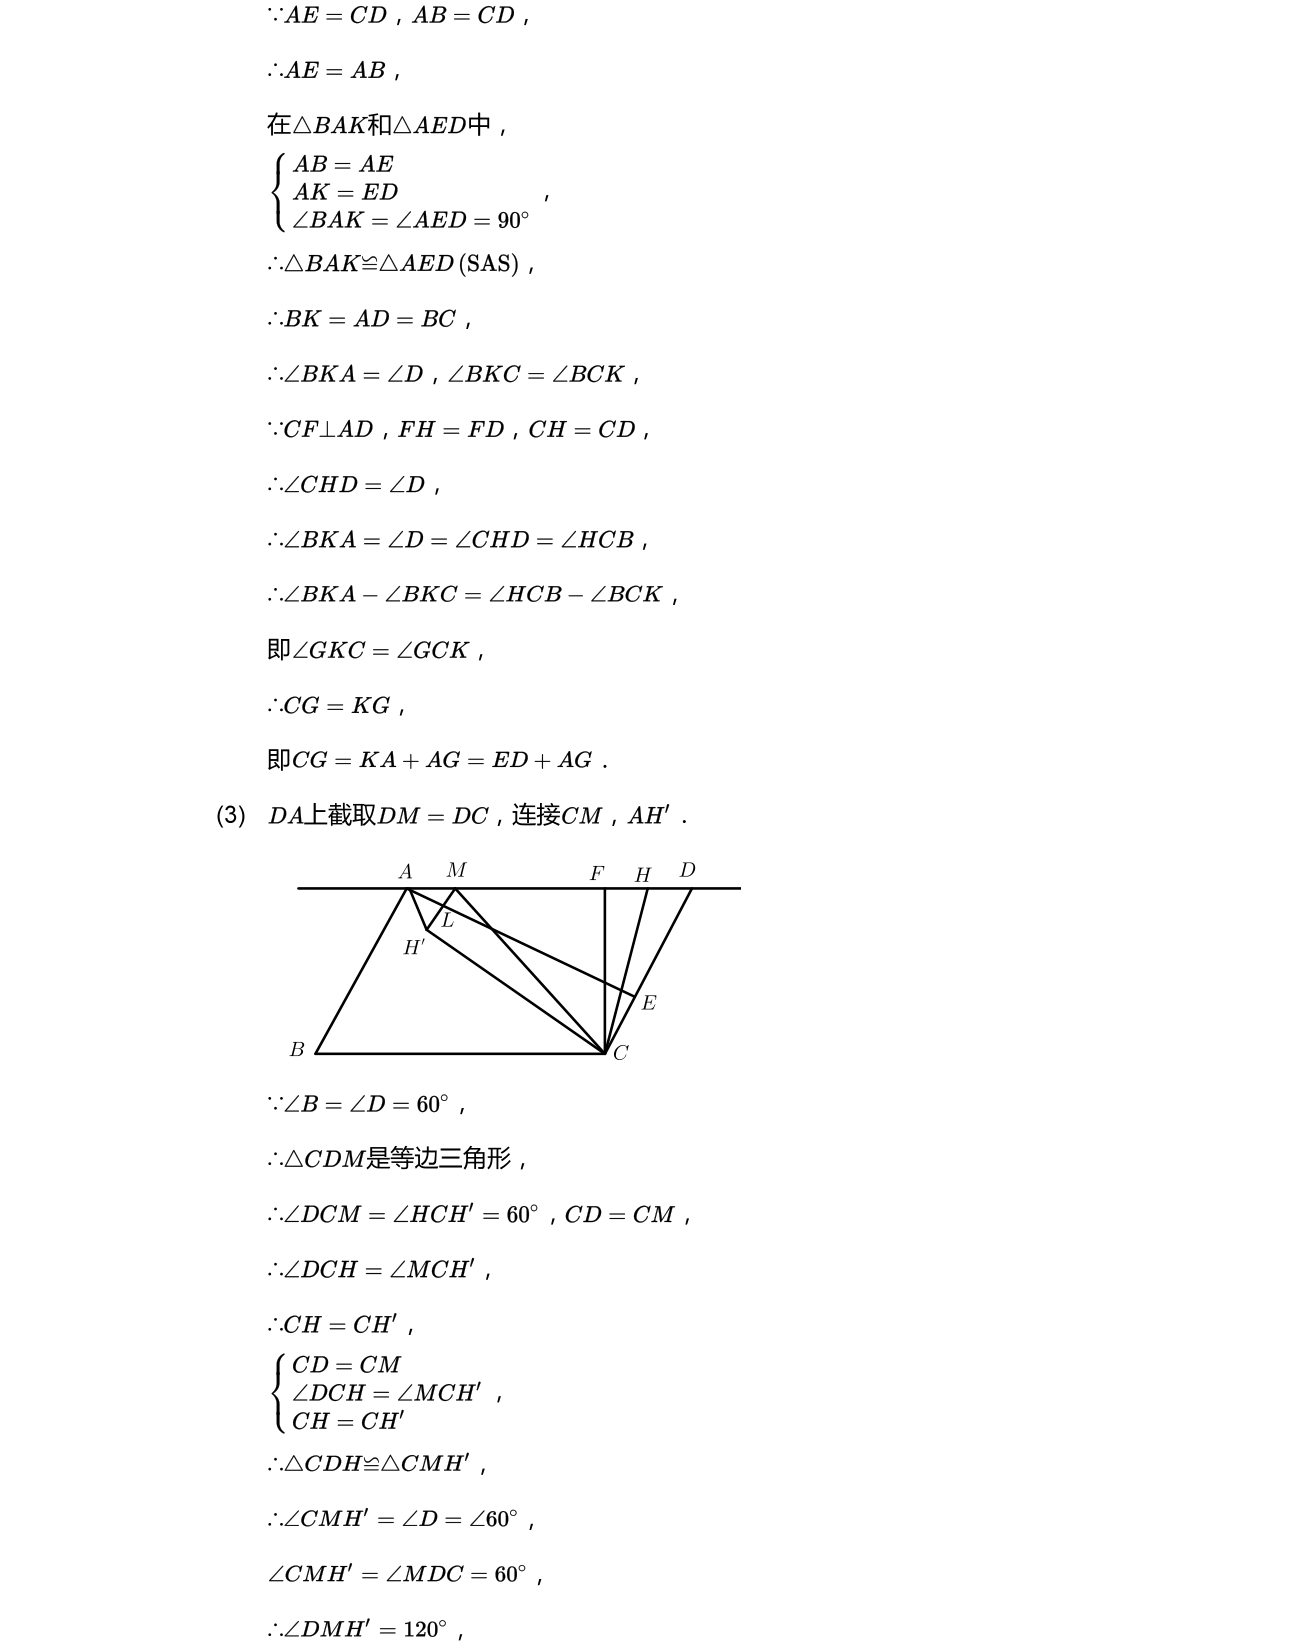 ∵AE = CD，AB = CD，
∴AE = AB，
在△BAK和△AED中，
{ AB = AE
AK = ED ，
∠BAK = ∠AED = 90°
∴△BAK≌△AED (SAS)，
∴BK = AD = BC，
∴∠BKA = ∠D，∠BKC = ∠BCK，
∵CF⊥AD，FH = FD，CH = CD，
∴∠CHD = ∠D，
∴∠BKA = ∠D = ∠CHD = ∠HCB，
∴∠BKA − ∠BKC = ∠HCB − ∠BCK，
即∠GKC = ∠GCK，
∴CG = KG，
即CG = KA + AG = ED + AG．
(3) DA上截取DM = DC，连接CM，AH′．
A M F H D
L
H′
E
B C
∵∠B = ∠D = 60°，
∴△CDM是等边三角形，
∴∠DCM = ∠HCH′ = 60°，CD = CM，
∴∠DCH = ∠MCH′，
∴CH = CH′，
{ CD = CM
∠DCH = ∠MCH′ ，
CH = CH′
∴△CDH≌△CMH′，
∴∠CMH′ = ∠D = ∠60°，
∠CMH′ = ∠MDC = 60°，
∴∠DMH′ = 120°，